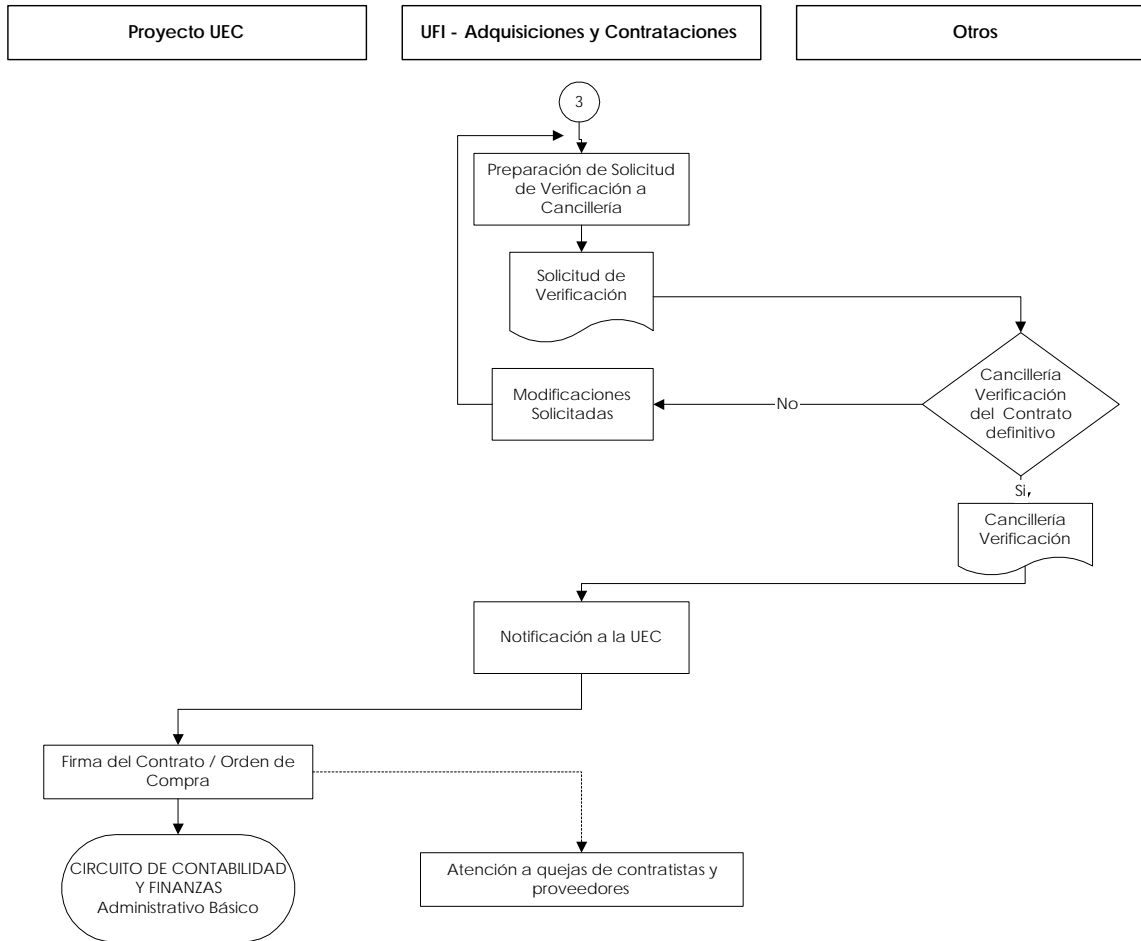 Proyecto UEC
UFI - Adquisiciones y Contrataciones
Otros
3
Preparación de Solicitud
de Verificación a
Cancillería
Solicitud de
Verificación
Cancillería
Verificación
del Contrato
definitivo
No
Modificaciones
Solicitadas
Si
Cancillería
Verificación
Notificación a la UEC
Firma del Contrato / Orden de
Compra
CIRCUITO DE CONTABILIDAD
Y FINANZAS
Administrativo Básico
Atención a quejas de contratistas y
proveedores